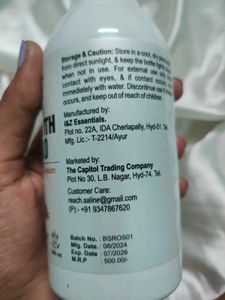 Storage & Caution: Store in a cool, dry place
from direct sunlight, & keep the bottle tightly
when not in use. For external use only.
contact with eyes, & if contact occurs,
immediately with water. Discontinue use if
occurs, and keep out of reach of children.
Manufactured by:
I&Z Essentials.
Plot no. 22A, IDA Cherlapally, Hyd-51.
Mfg. Lic.: - T-2214/Ayur
Marketed by:
The Capitol Trading Company
Plot No 30, L.B. Nagar, Hyd-74. Tel.
Customer Care:
reach.saline@gmail.com
(P): +91 9347867620
Batch No. : BSROS01
Mfg. Date : 08/2024
Exp. Date : 07/2026
M.R.P : 500.00/-
TH